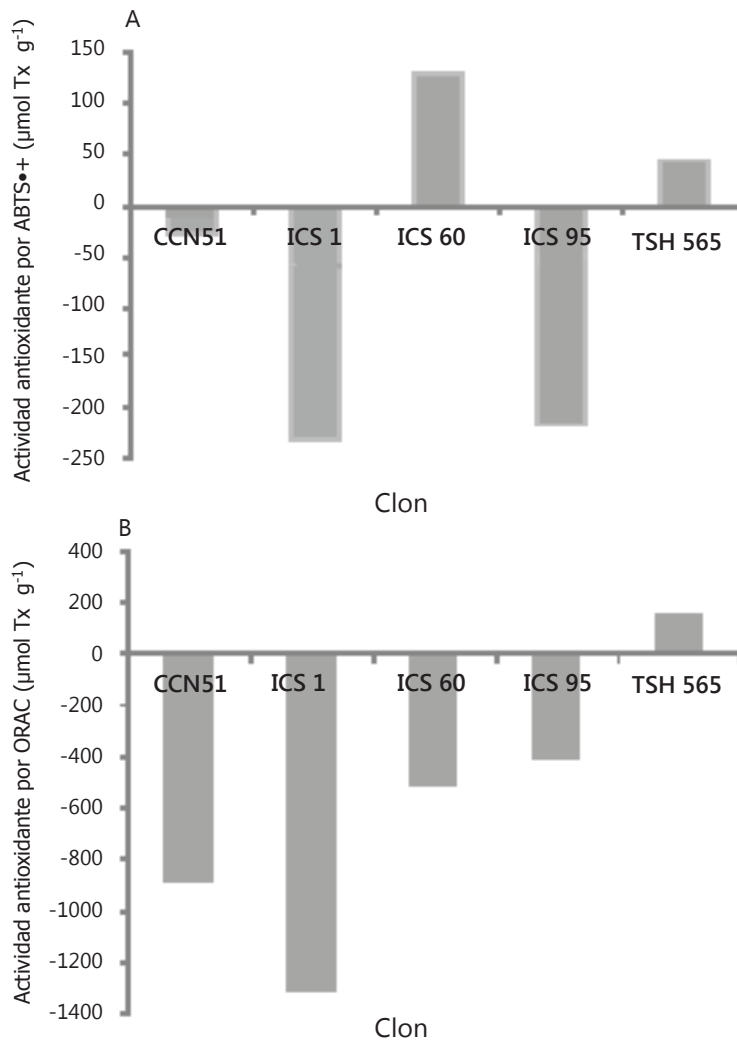 A
Actividad antioxidante por ABTS•+ (µmol Tx g⁻¹)
150
100
50
0
-50
-100
-150
-200
-250
CCN51 ICS 1 ICS 60 ICS 95 TSH 565
Clon
B
Actividad antioxidante por ORAC (µmol Tx g⁻¹)
400
200
0
-200
-400
-600
-800
-1000
-1200
-1400
CCN51 ICS 1 ICS 60 ICS 95 TSH 565
Clon